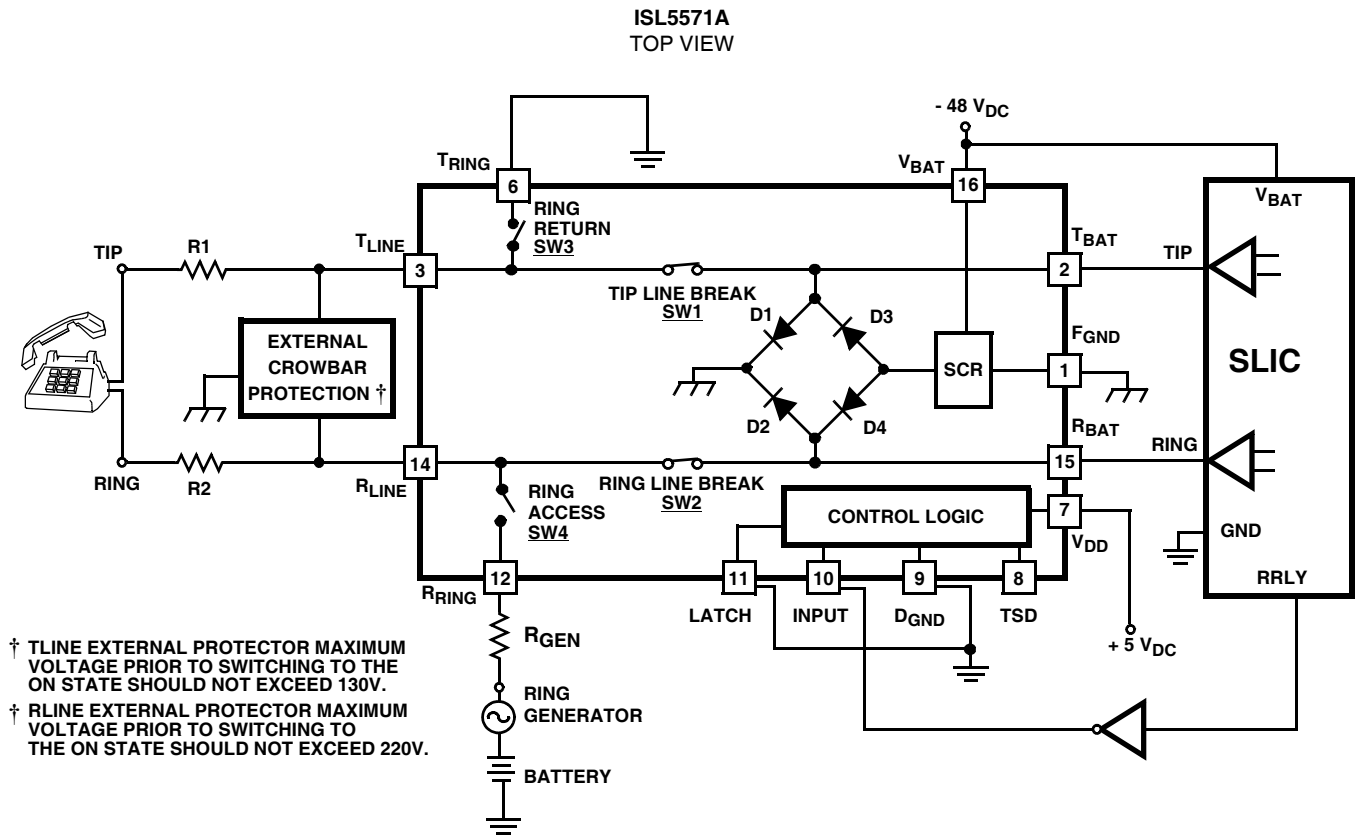 ISL5571A
TOP VIEW
- 48 VDC
TRING
6
VBAT
16
VBAT
RING
RETURN
SW3
TIP
R1
TLINE
3
TIP LINE BREAK
SW1
TBAT
2
TIP
EXTERNAL
CROWBAR
PROTECTION †
D1
D3
D2
D4
SCR
FGND
1
SLIC
RBAT
15
RING
RING
R2
RLINE
14
RING
ACCESS
SW4
RING LINE BREAK
SW2
CONTROL LOGIC
7
VDD
GND
RRLY
12
RRING
11
10
9
8
LATCH
INPUT
DGND
TSD
RGEN
+ 5 VDC
RING
GENERATOR
BATTERY
† TLINE EXTERNAL PROTECTOR MAXIMUM
VOLTAGE PRIOR TO SWITCHING TO THE
ON STATE SHOULD NOT EXCEED 130V.
† RLINE EXTERNAL PROTECTOR MAXIMUM
VOLTAGE PRIOR TO SWITCHING TO
THE ON STATE SHOULD NOT EXCEED 220V.